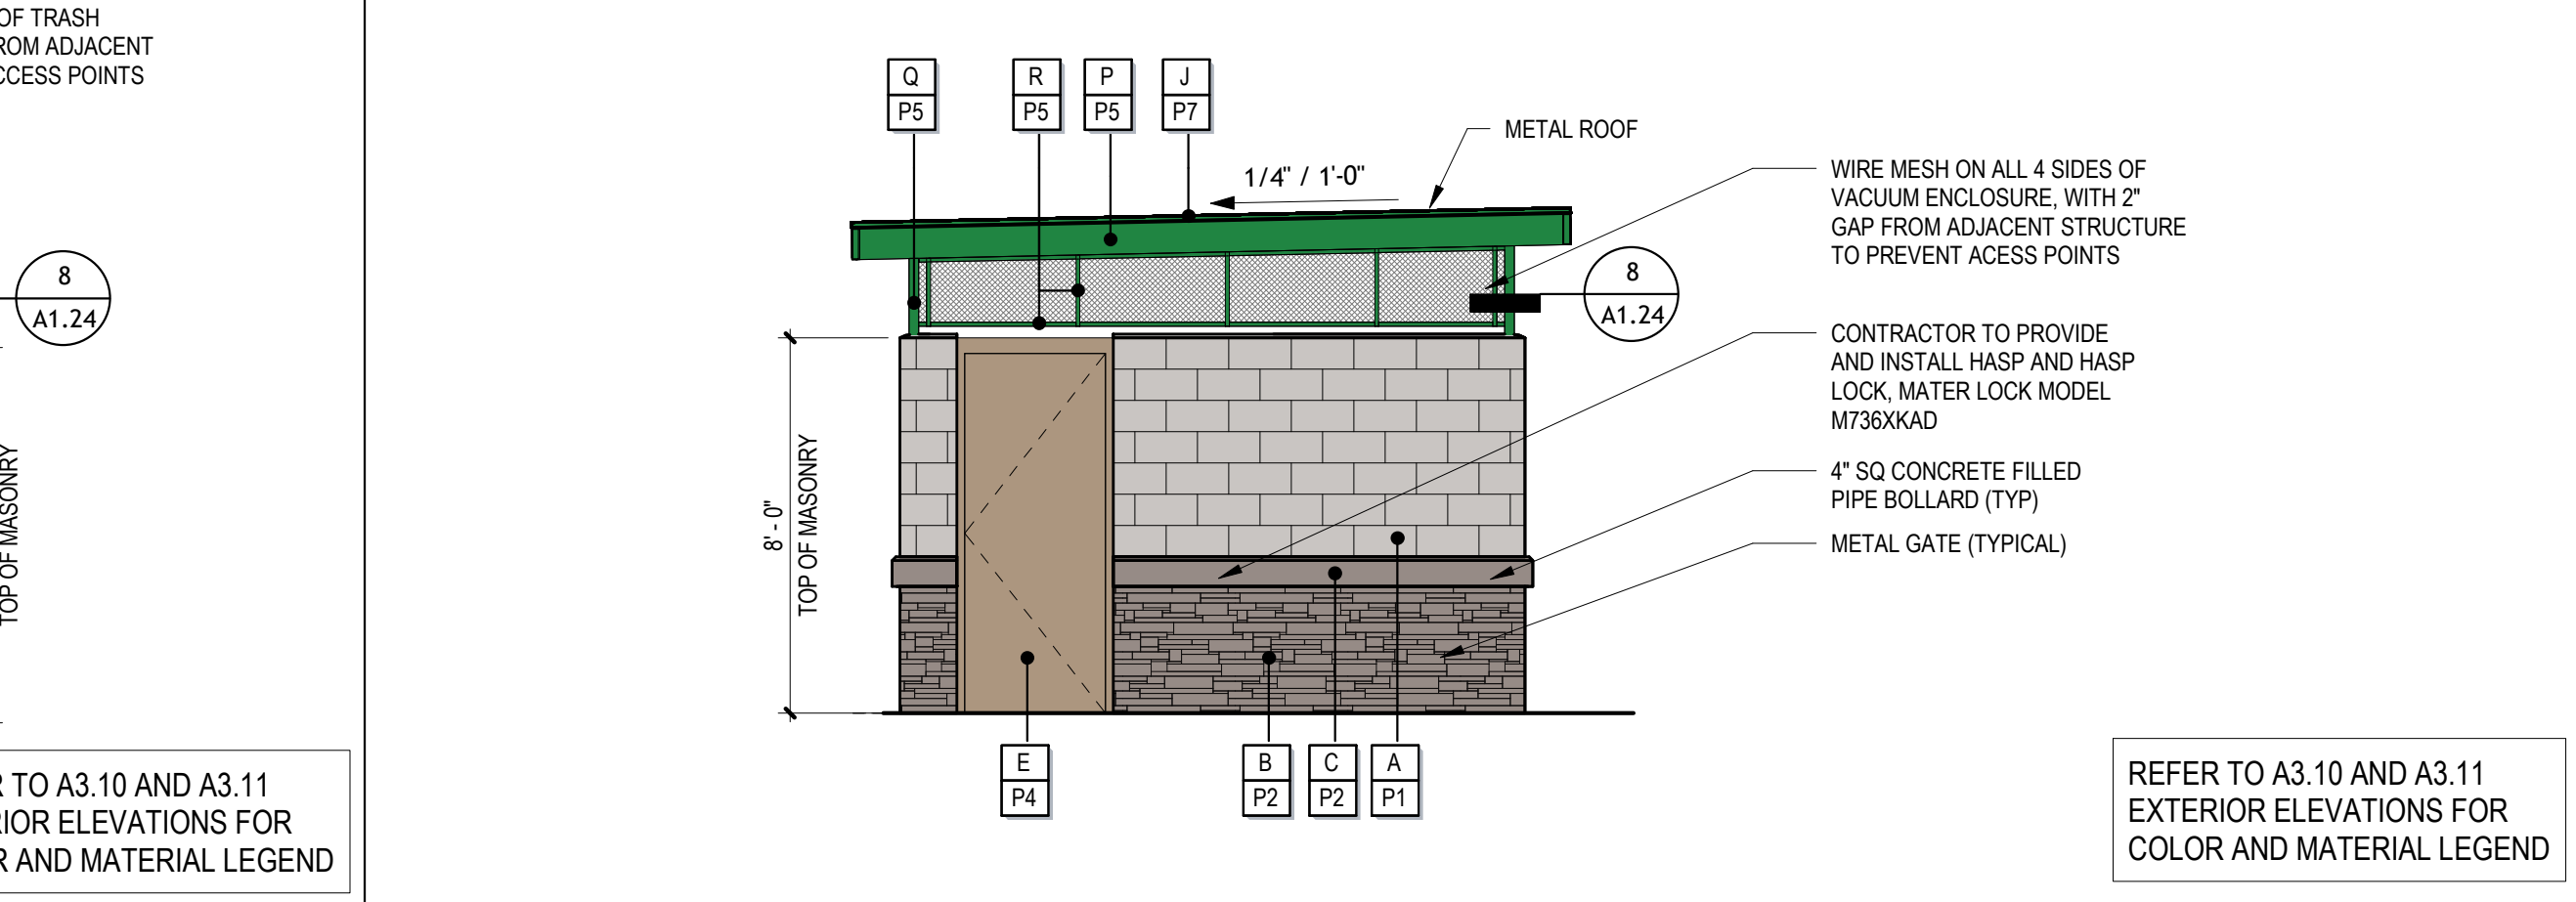 OF TRASH
ROM ADJACENT
CCESS POINTS
8
A1.24
TOP OF MASONRY
R TO A3.10 AND A3.11
RIOR ELEVATIONS FOR
R AND MATERIAL LEGEND
Q
P5
R
P5
P
P5
J
P7
1/4" / 1'-0"
METAL ROOF
WIRE MESH ON ALL 4 SIDES OF
VACUUM ENCLOSURE, WITH 2"
GAP FROM ADJACENT STRUCTURE
TO PREVENT ACESS POINTS
8
A1.24
CONTRACTOR TO PROVIDE
AND INSTALL HASP AND HASP
LOCK, MATER LOCK MODEL
M736XKAD
4" SQ CONCRETE FILLED
PIPE BOLLARD (TYP)
METAL GATE (TYPICAL)
8' - 0"
TOP OF MASONRY
E
P4
B
P2
C
P2
A
P1
REFER TO A3.10 AND A3.11
EXTERIOR ELEVATIONS FOR
COLOR AND MATERIAL LEGEND